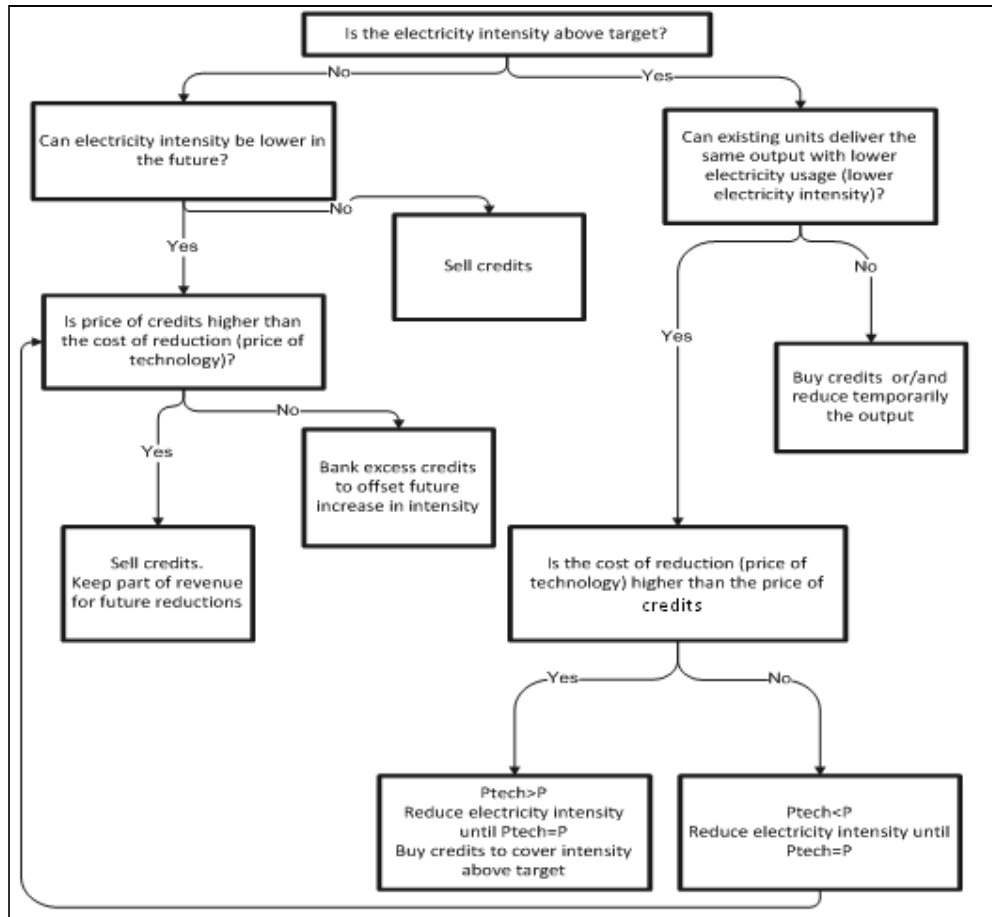 Is the electricity intensity above target?
No
Yes
Can electricity intensity be lower in
the future?
Can existing units deliver the
same output with lower
electricity usage (lower
electricity intensity)?
No
Sell credits
Yes
No
Is price of credits higher than
the cost of reduction (price of
technology)?
Yes
Buy credits or/and
reduce temporarily
the output
No
Yes
Bank excess credits
to offset future
increase in intensity
Sell credits.
Keep part of revenue
for future reductions
Is the cost of reduction (price of
technology) higher than the price of
credits
Yes
No
Ptech>P
Reduce electricity intensity
until Ptech=P
Buy credits to cover intensity
above target
Ptech<P
Reduce electricity intensity until
Ptech=P